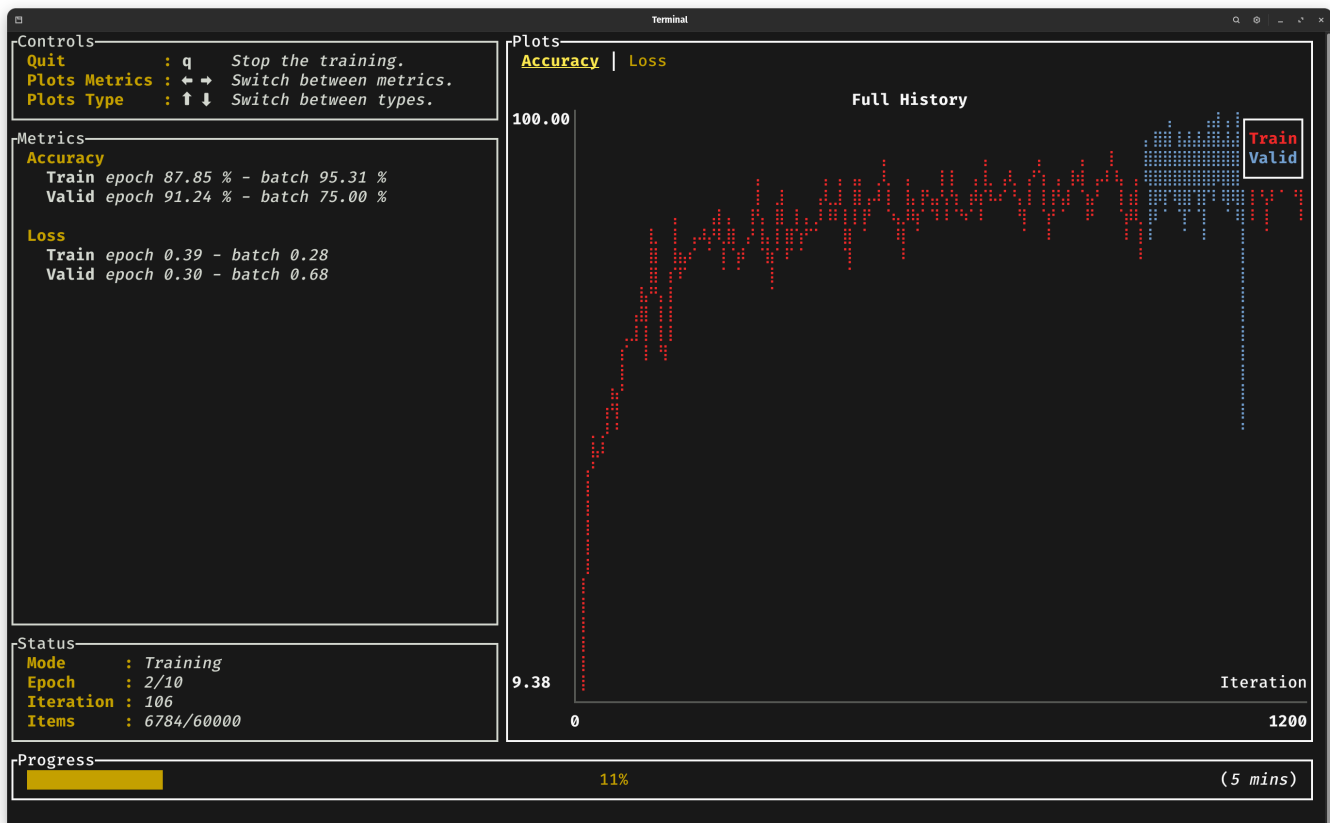 Terminal
Controls
Quit : q Stop the training.
Plots Metrics : ⬅ ➡ Switch between metrics.
Plots Type : ⬆ ⬇ Switch between types.
Metrics
Accuracy
Train epoch 87.85 % - batch 95.31 %
Valid epoch 91.24 % - batch 75.00 %
Loss
Train epoch 0.39 - batch 0.28
Valid epoch 0.30 - batch 0.68
Status
Mode : Training
Epoch : 2/10
Iteration : 106
Items : 6784/60000
Plots
Accuracy | Loss
Full History
100.00
Train
Valid
9.38
Iteration
0 1200
Progress
11% (5 mins)